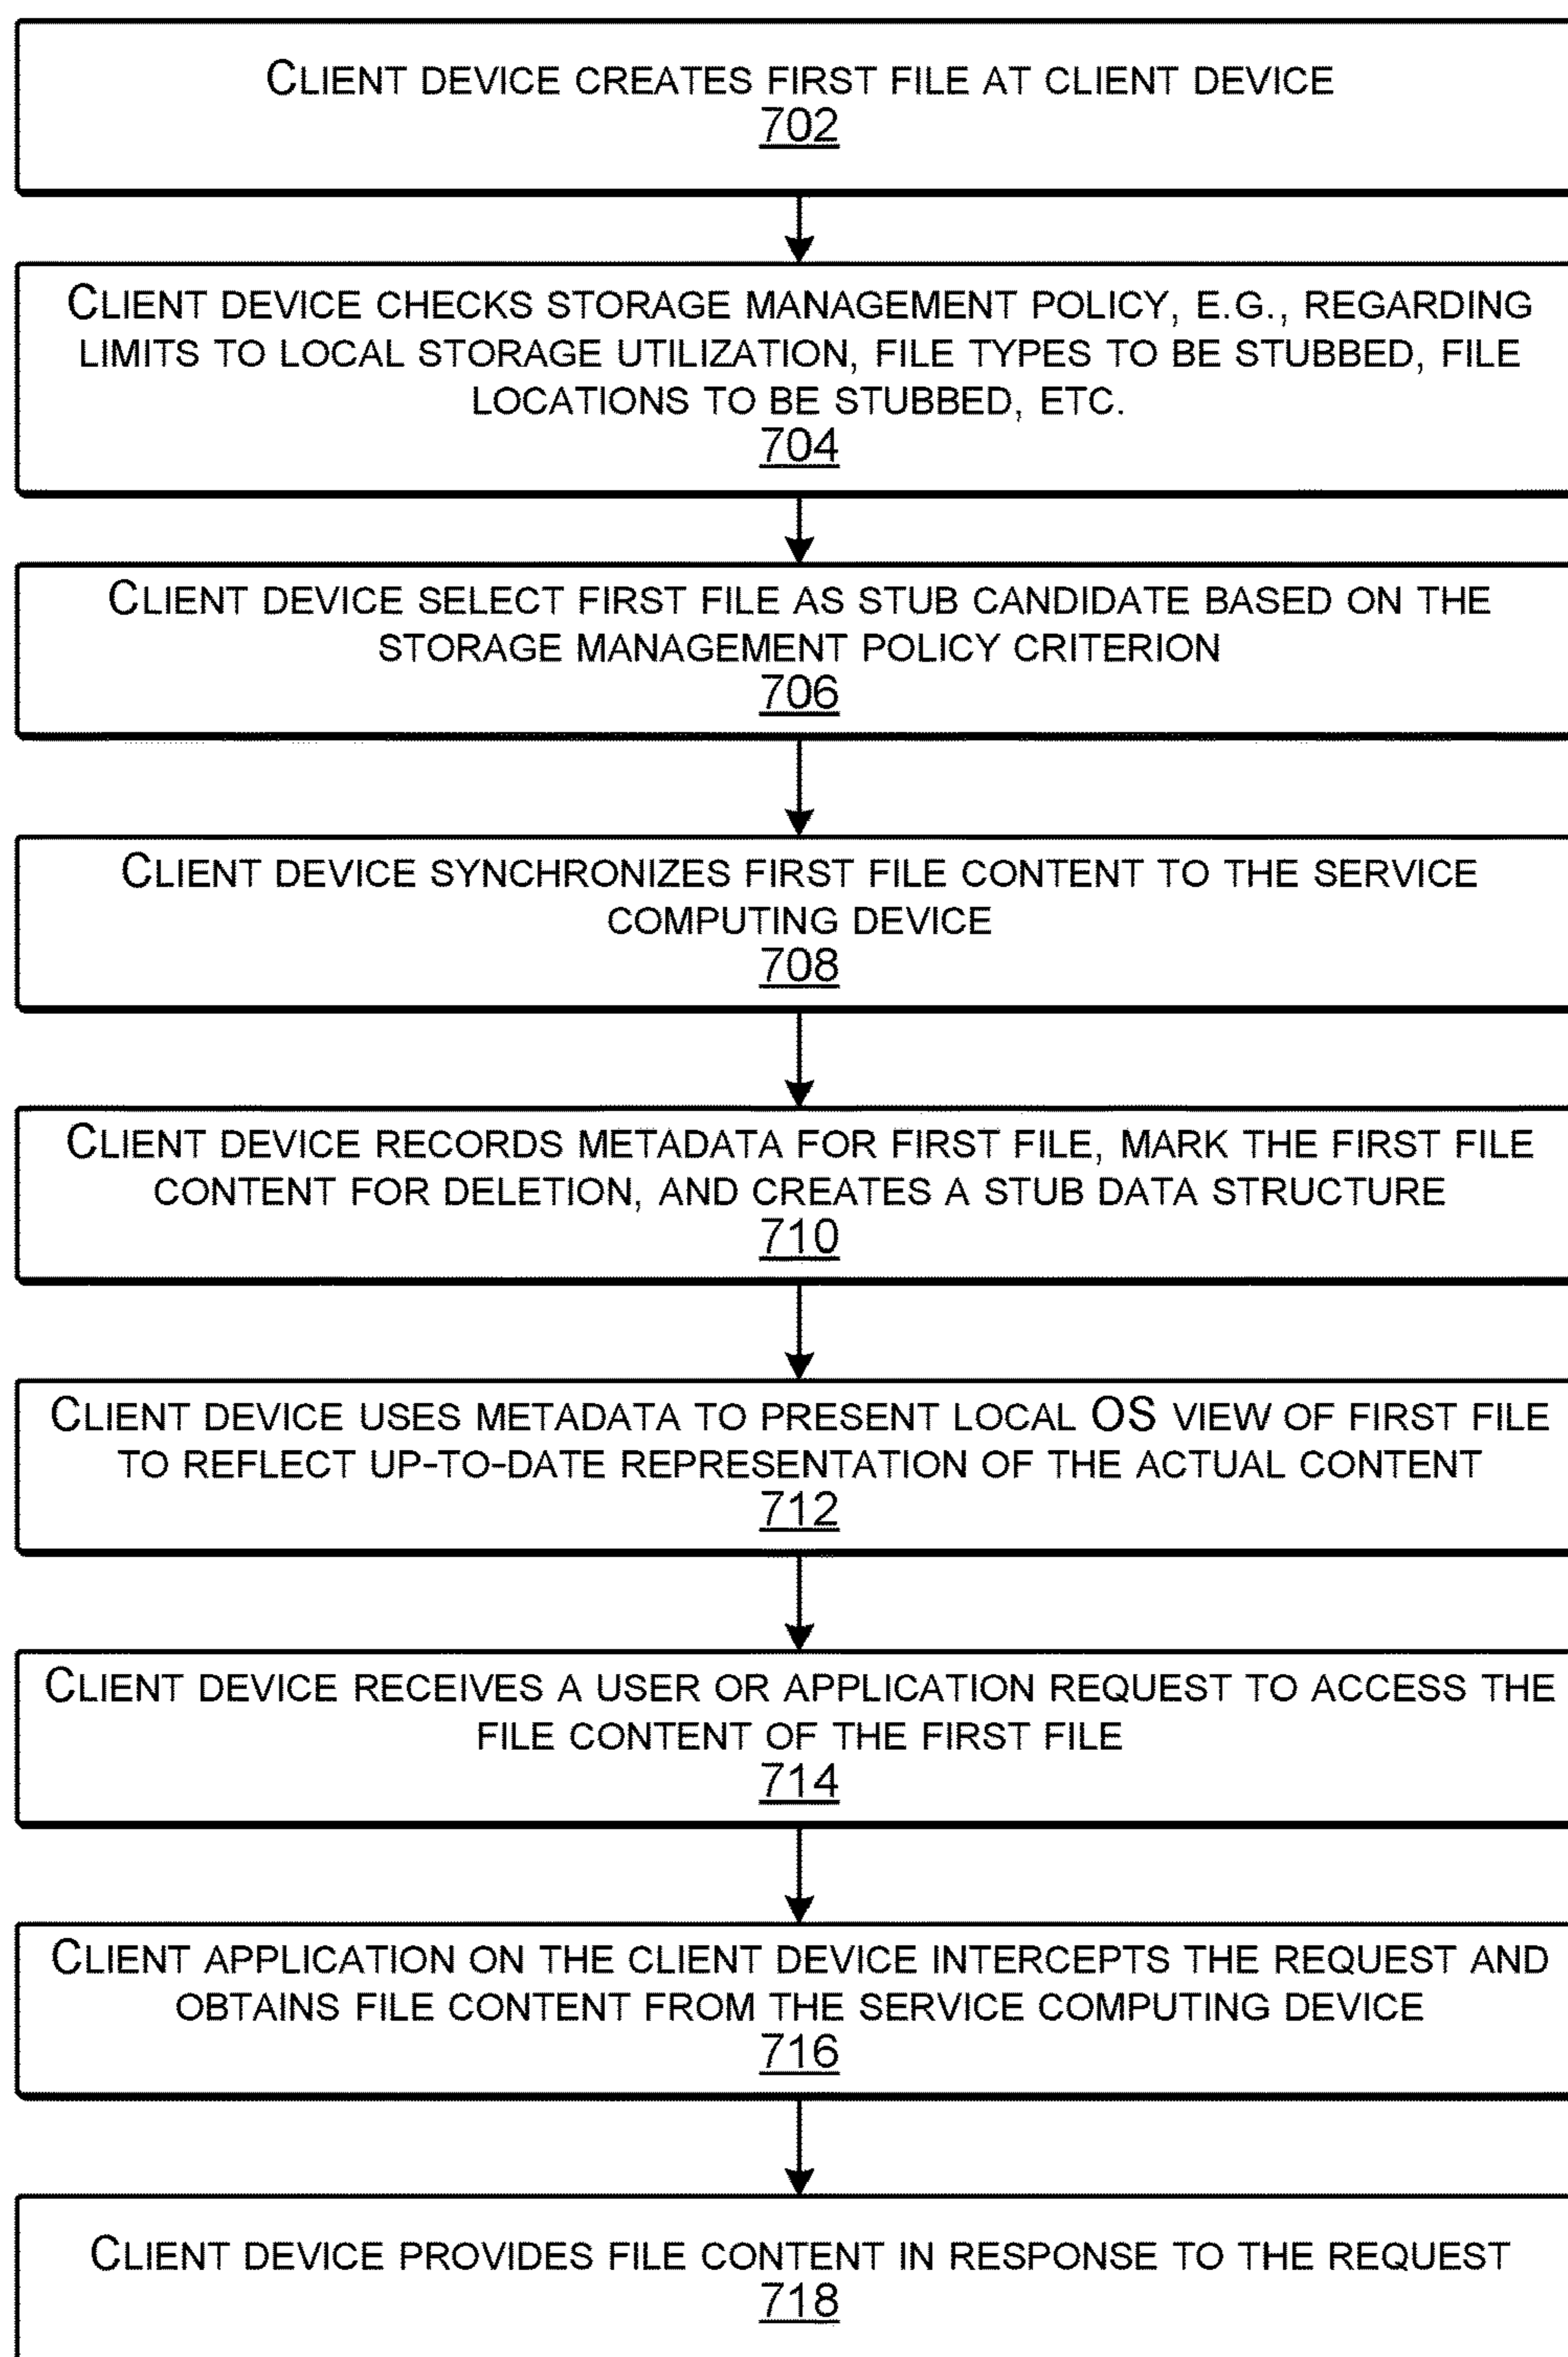 CLIENT DEVICE CREATES FIRST FILE AT CLIENT DEVICE
702
CLIENT DEVICE CHECKS STORAGE MANAGEMENT POLICY, E.G., REGARDING
LIMITS TO LOCAL STORAGE UTILIZATION, FILE TYPES TO BE STUBBED, FILE
LOCATIONS TO BE STUBBED, ETC.
704
CLIENT DEVICE SELECT FIRST FILE AS STUB CANDIDATE BASED ON THE
STORAGE MANAGEMENT POLICY CRITERION
706
CLIENT DEVICE SYNCHRONIZES FIRST FILE CONTENT TO THE SERVICE
COMPUTING DEVICE
708
CLIENT DEVICE RECORDS METADATA FOR FIRST FILE, MARK THE FIRST FILE
CONTENT FOR DELETION, AND CREATES A STUB DATA STRUCTURE
710
CLIENT DEVICE USES METADATA TO PRESENT LOCAL OS VIEW OF FIRST FILE
TO REFLECT UP-TO-DATE REPRESENTATION OF THE ACTUAL CONTENT
712
CLIENT DEVICE RECEIVES A USER OR APPLICATION REQUEST TO ACCESS THE
FILE CONTENT OF THE FIRST FILE
714
CLIENT APPLICATION ON THE CLIENT DEVICE INTERCEPTS THE REQUEST AND
OBTAINS FILE CONTENT FROM THE SERVICE COMPUTING DEVICE
716
CLIENT DEVICE PROVIDES FILE CONTENT IN RESPONSE TO THE REQUEST
718